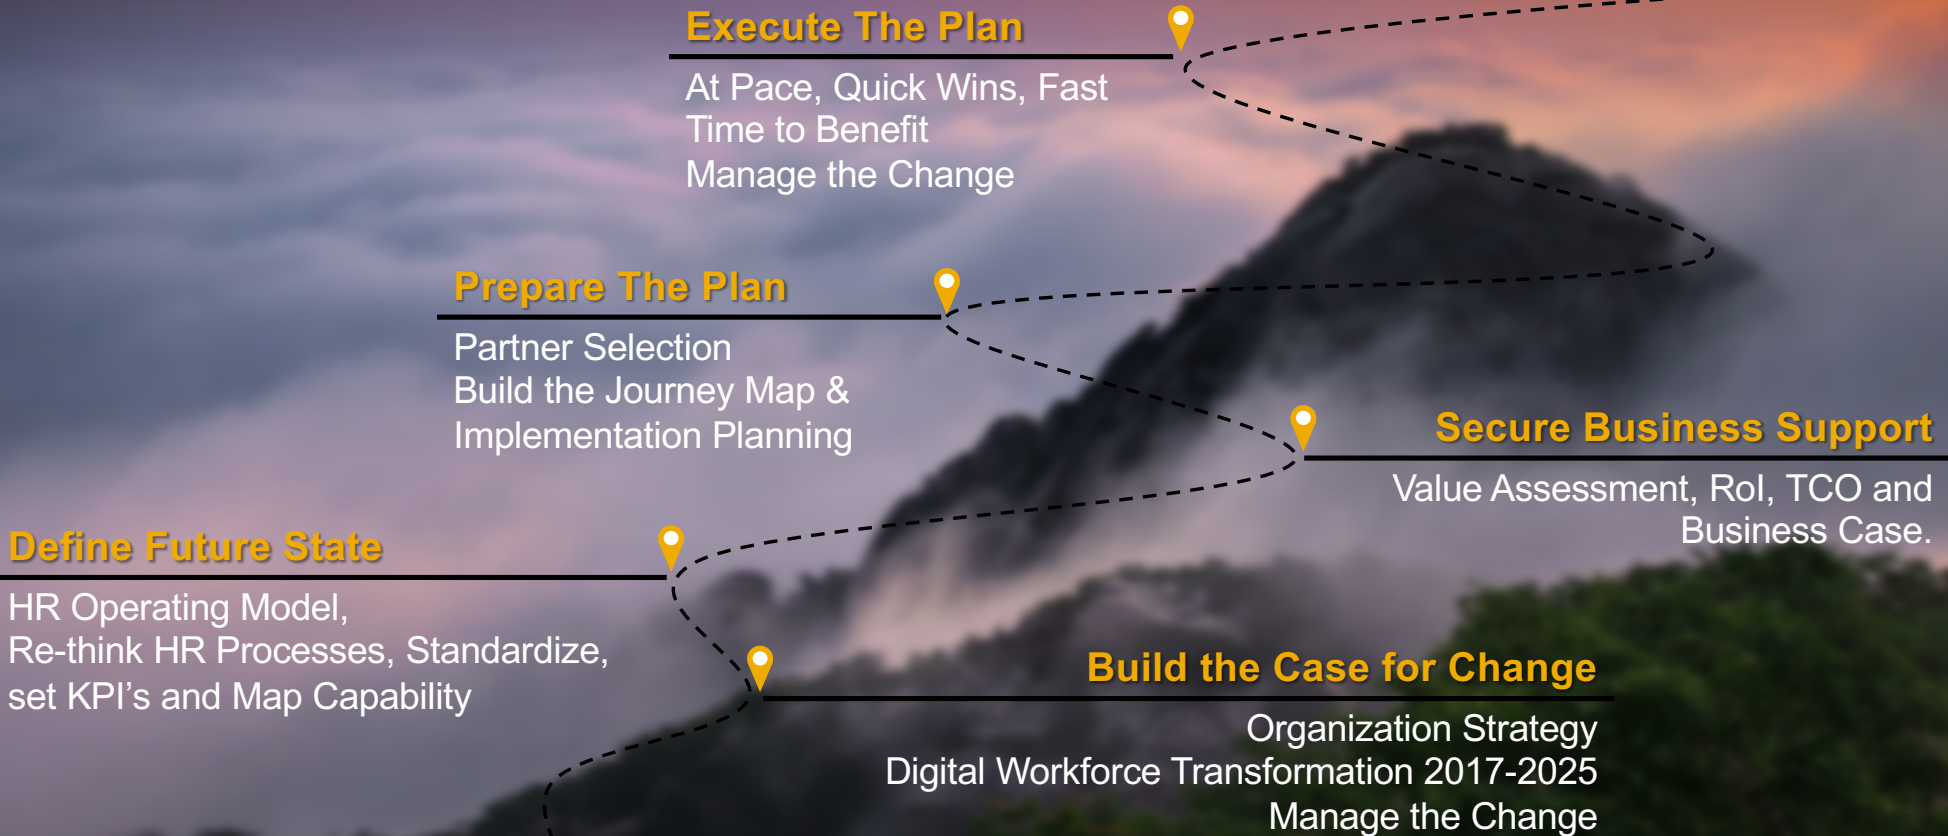 Execute The Plan
At Pace, Quick Wins, Fast
Time to Benefit
Manage the Change
Prepare The Plan
Partner Selection
Build the Journey Map &
Implementation Planning
Secure Business Support
Value Assessment, RoI, TCO and
Business Case.
Define Future State
HR Operating Model,
Re-think HR Processes, Standardize,
set KPI’s and Map Capability
Build the Case for Change
Organization Strategy
Digital Workforce Transformation 2017-2025
Manage the Change